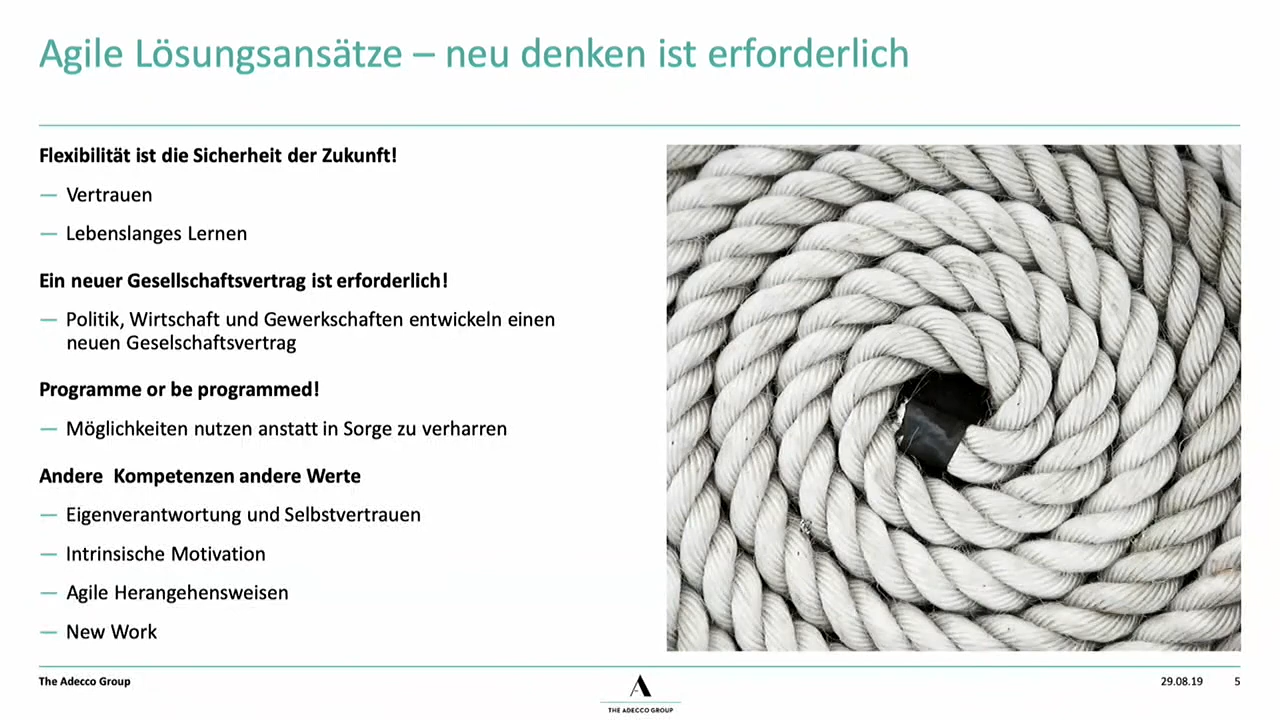 Agile Lösungsansätze – neu denken ist erforderlich
Flexibilität ist die Sicherheit der Zukunft!
— Vertrauen
— Lebenslanges Lernen
Ein neuer Gesellschaftsvertrag ist erforderlich!
— Politik, Wirtschaft und Gewerkschaften entwickeln einen
neuen Geselschaftsvertrag
Programme or be programmed!
— Möglichkeiten nutzen anstatt in Sorge zu verharren
Andere  Kompetenzen andere Werte
— Eigenverantwortung und Selbstvertrauen
— Intrinsische Motivation
— Agile Herangehensweisen
— New Work
The Adecco Group
THE ADECCO GROUP
29.08.19 5